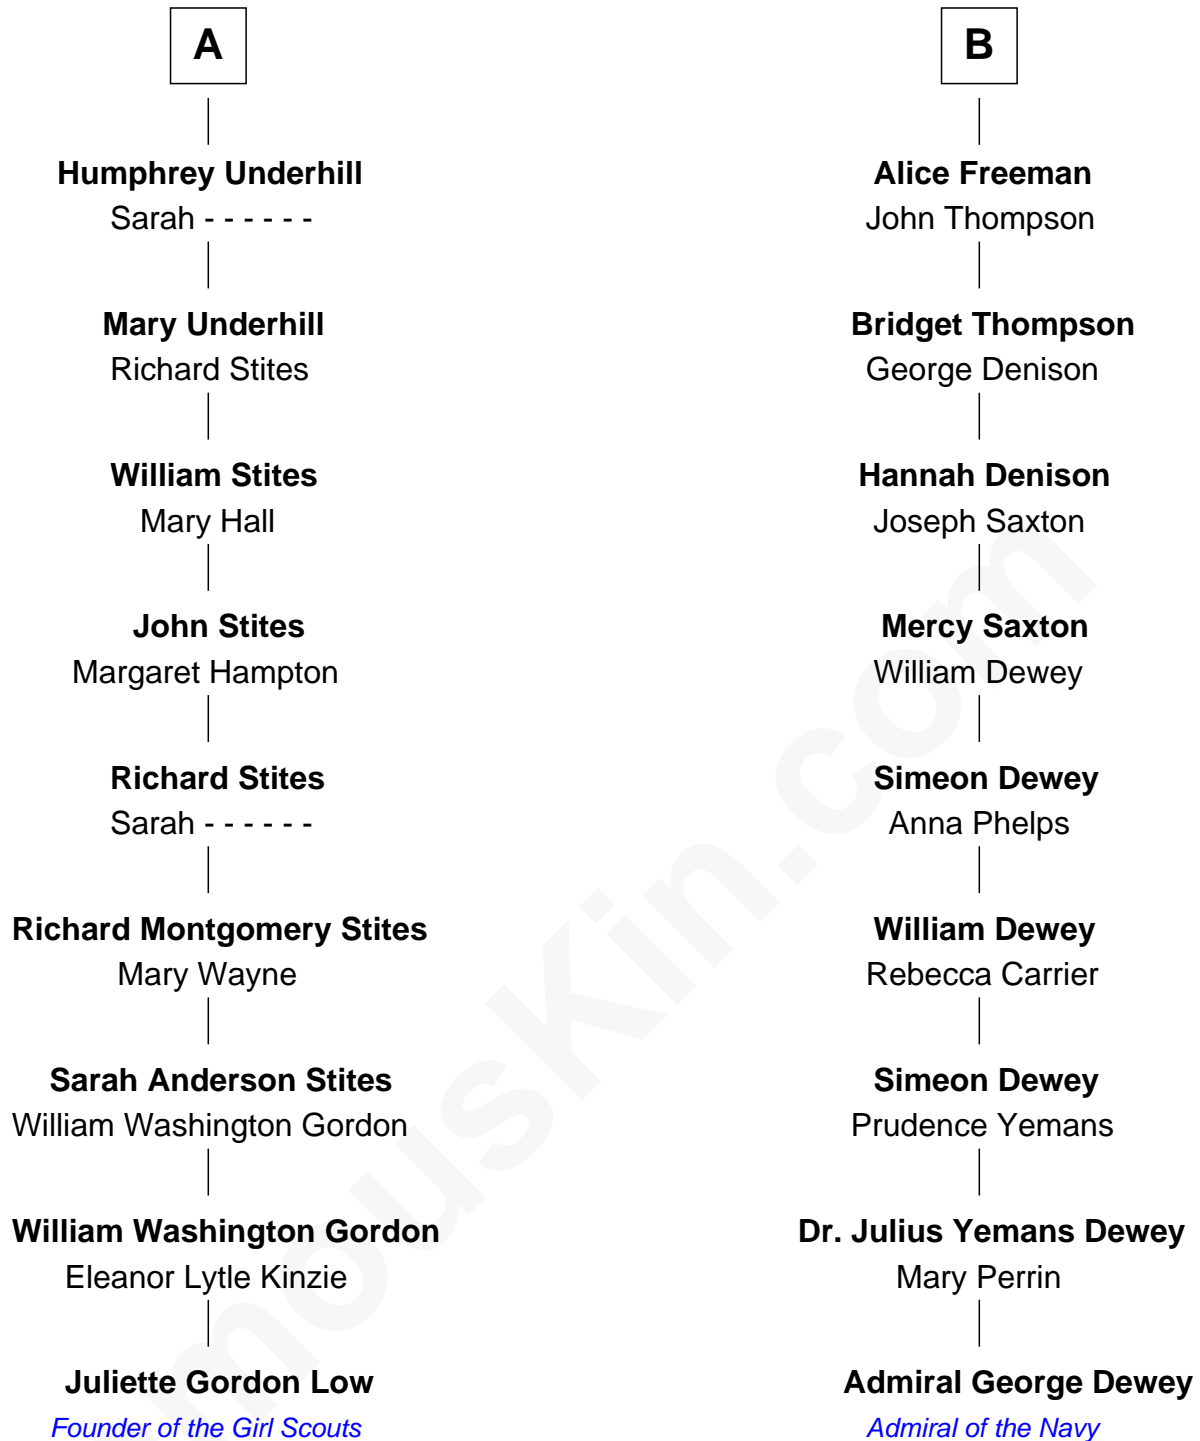 A
Humphrey Underhill
Sarah - - - - - -
Mary Underhill
Richard Stites
William Stites
Mary Hall
John Stites
Margaret Hampton
Richard Stites
Sarah - - - - - -
Richard Montgomery Stites
Mary Wayne
Sarah Anderson Stites
William Washington Gordon
William Washington Gordon
Eleanor Lytle Kinzie
Juliette Gordon Low
Founder of the Girl Scouts
B
Alice Freeman
John Thompson
Bridget Thompson
George Denison
Hannah Denison
Joseph Saxton
Mercy Saxton
William Dewey
Simeon Dewey
Anna Phelps
William Dewey
Rebecca Carrier
Simeon Dewey
Prudence Yemans
Dr. Julius Yemans Dewey
Mary Perrin
Admiral George Dewey
Admiral of the Navy
mousKin.com